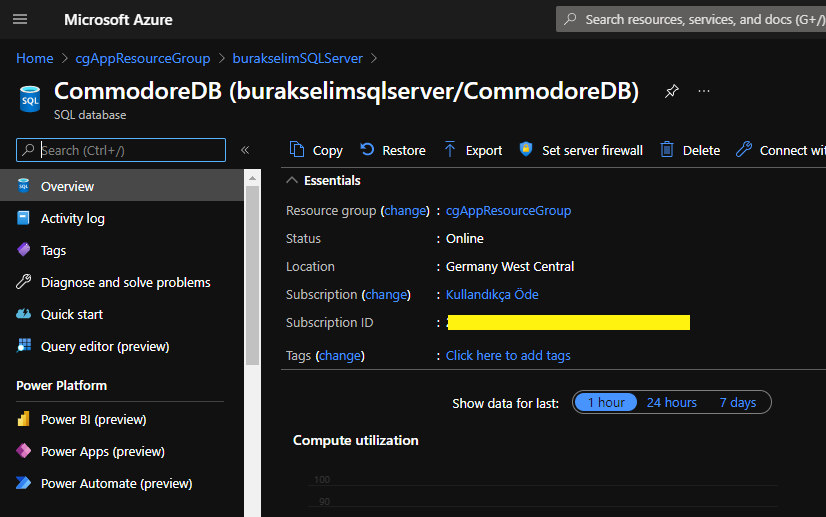 Microsoft Azure
Search resources, services, and docs (G+/)
Home > cgAppResourceGroup > burakselimSQLServer >
CommodoreDB (burakselimsqlserver/CommodoreDB)
SQL database
Search (Ctrl+/)
Copy
Restore
Export
Set server firewall
Delete
Connect wit
Overview
Activity log
Tags
Diagnose and solve problems
Quick start
Query editor (preview)
Power Platform
Power BI (preview)
Power Apps (preview)
Power Automate (preview)
Essentials
Resource group (change) : cgAppResourceGroup
Status : Online
Location : Germany West Central
Subscription (change) : Kullandıkça Öde
Subscription ID :
Tags (change) : Click here to add tags
Show data for last: 1 hour 24 hours 7 days
Compute utilization
100
90